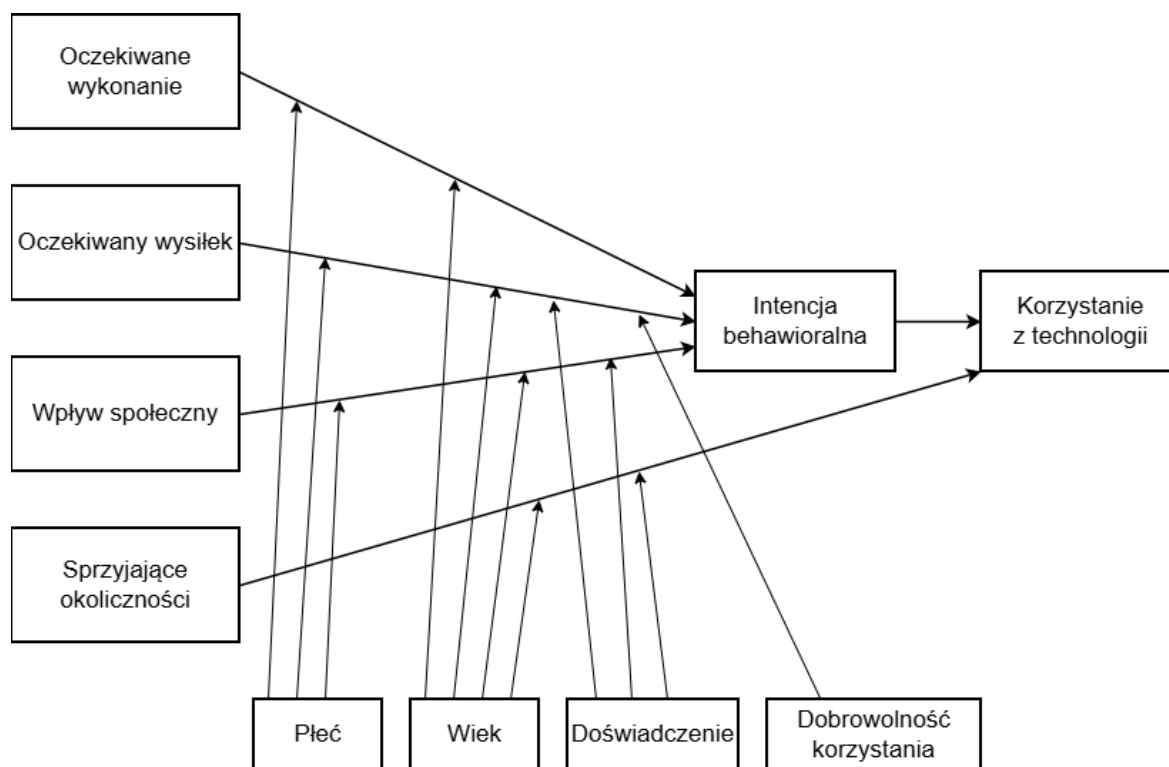 Oczekiwane
wykonanie
Oczekiwany wysiłek
Wpływ społeczny
Sprzyjające
okoliczności
Intencja
behawioralna
Korzystanie
z technologii
Płeć
Wiek
Doświadczenie
Dobrowolność
korzystania